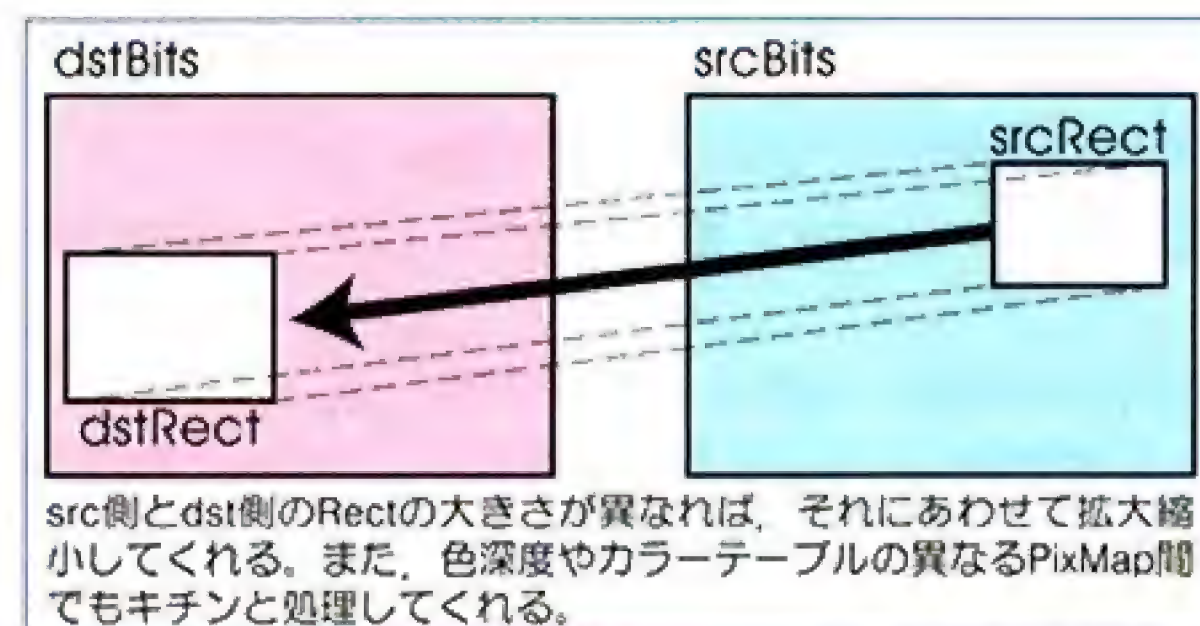 dstBits
srcBits
srcRect
dstRect
src側とdst側のRectの大きさが異なれば，それにあわせて拡大縮
小してくれる。また，色深度やカラーテーブルの異なるPixMap間
でもキチンと処理してくれる。